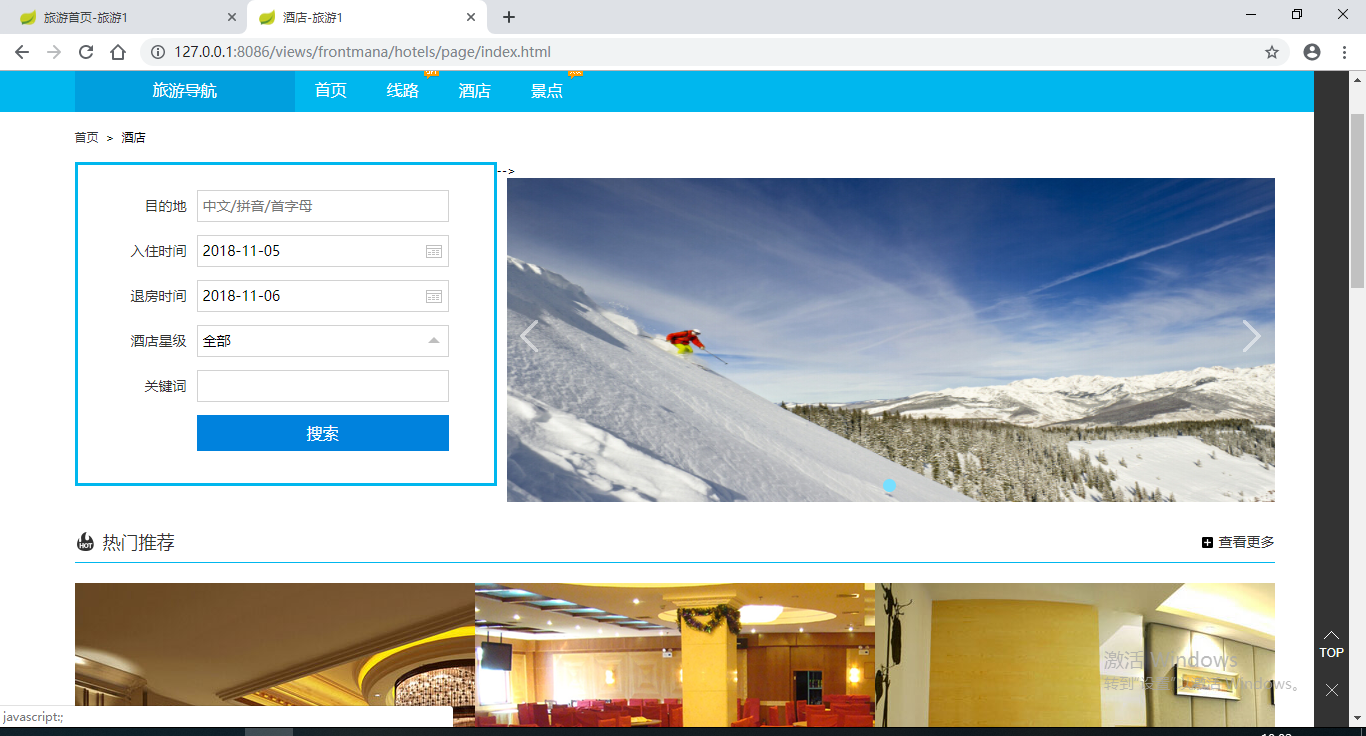 旅游首页-旅游1
酒店-旅游1
127.0.0.1:8086/views/frontmana/hotels/page/index.html
旅游导航 首页 线路 酒店 景点
首页 > 酒店
-->
目的地 中文/拼音/首字母
入住时间 2018-11-05
退房时间 2018-11-06
酒店星级 全部
关键词
搜索
HOT 热门推荐
查看更多
激活 Windows
转到"设置"以激活 Windows。
TOP
javascript:;